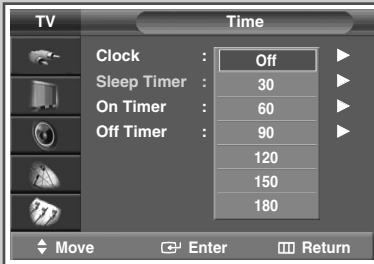 TV Time
Clock : Off
Sleep Timer : 30
On Timer : 60
Off Timer : 90
120
150
180
Move Enter Return